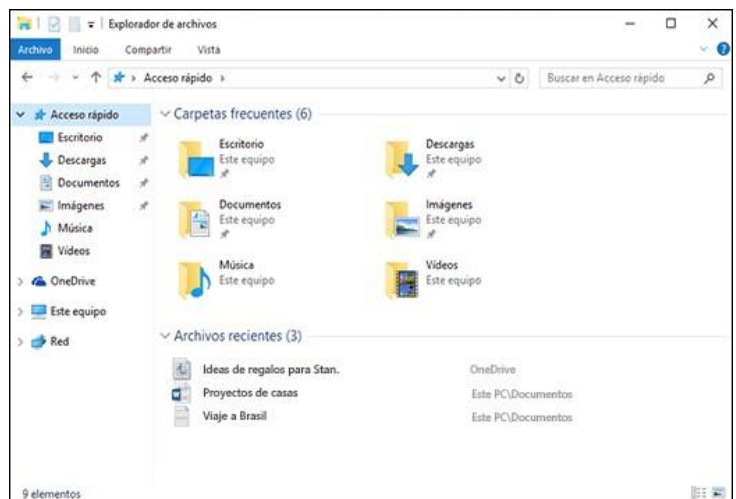 Explorador de archivos
Archivo Inicio Compartir Vista
Acceso rápido
Buscar en Acceso rápido
Acceso rápido
Escritorio
Descargas
Documentos
Imágenes
Música
Vídeos
OneDrive
Este equipo
Red
Carpetas frecuentes (6)
Escritorio
Este equipo
Descargas
Este equipo
Documentos
Este equipo
Imágenes
Este equipo
Música
Este equipo
Vídeos
Este equipo
Archivos recientes (3)
Ideas de regalos para Stan. OneDrive
Proyectos de casas Este PC\Documentos
Viaje a Brasil Este PC\Documentos
9 elementos